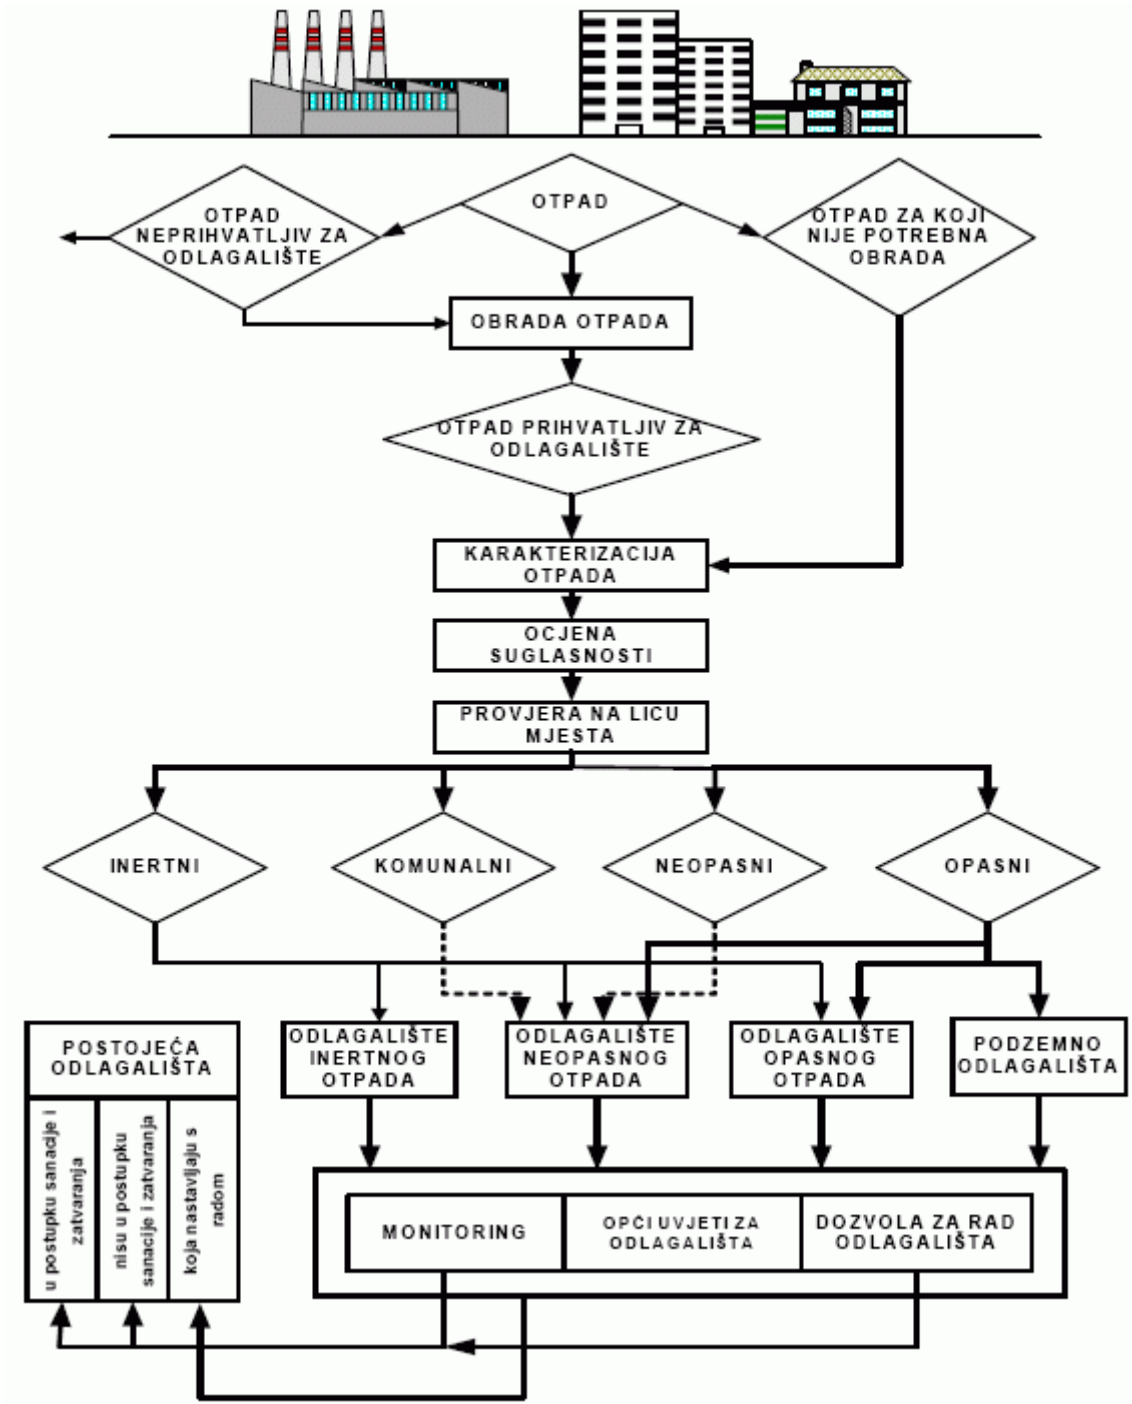 OTPAD
OTPAD
NEPRIHVATLJIV ZA
ODLAGALIŠTE
OTPAD ZA KOJI
NIJE POTREBNA
OBRADA
OBRADA OTPADA
OTPAD PRIHVATLJIV ZA
ODLAGALIŠTE
KARAKTERIZACIJA
OTPADA
OCJENA
SUGLASNOSTI
PROVJERA NA LICU
MJESTA
INERTNI
KOMUNALNI
NEOPASNI
OPASNI
POSTOJEĆA
ODLAGALIŠTA
u postupku sanacije i
zatvaranja
nisu u postupku
sanacije i zatvaranja
koja nastavljaju s
radom
ODLAGALIŠTE
INERTNOG
OTPADA
ODLAGALIŠTE
NEOPASNOG
OTPADA
ODLAGALIŠTE
OPASNOG
OTPADA
PODZEMNO
ODLAGALIŠTA
MONITORING
OPĆI UVJETI ZA
ODLAGALIŠTA
DOZVOLA ZA RAD
ODLAGALIŠTA